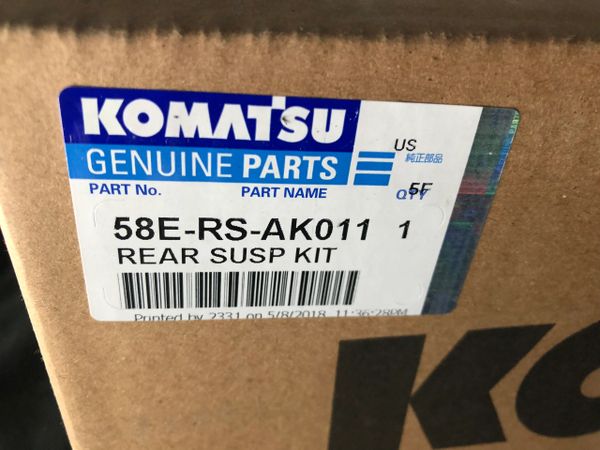 KOMATSU
US
純正部品
GENUINE PARTS
PART No. PART NAME QTY 5F
58E-RS-AK011 1
REAR SUSP KIT
Printed by 2331 on 5/8/2018 11:36:28PM
KO